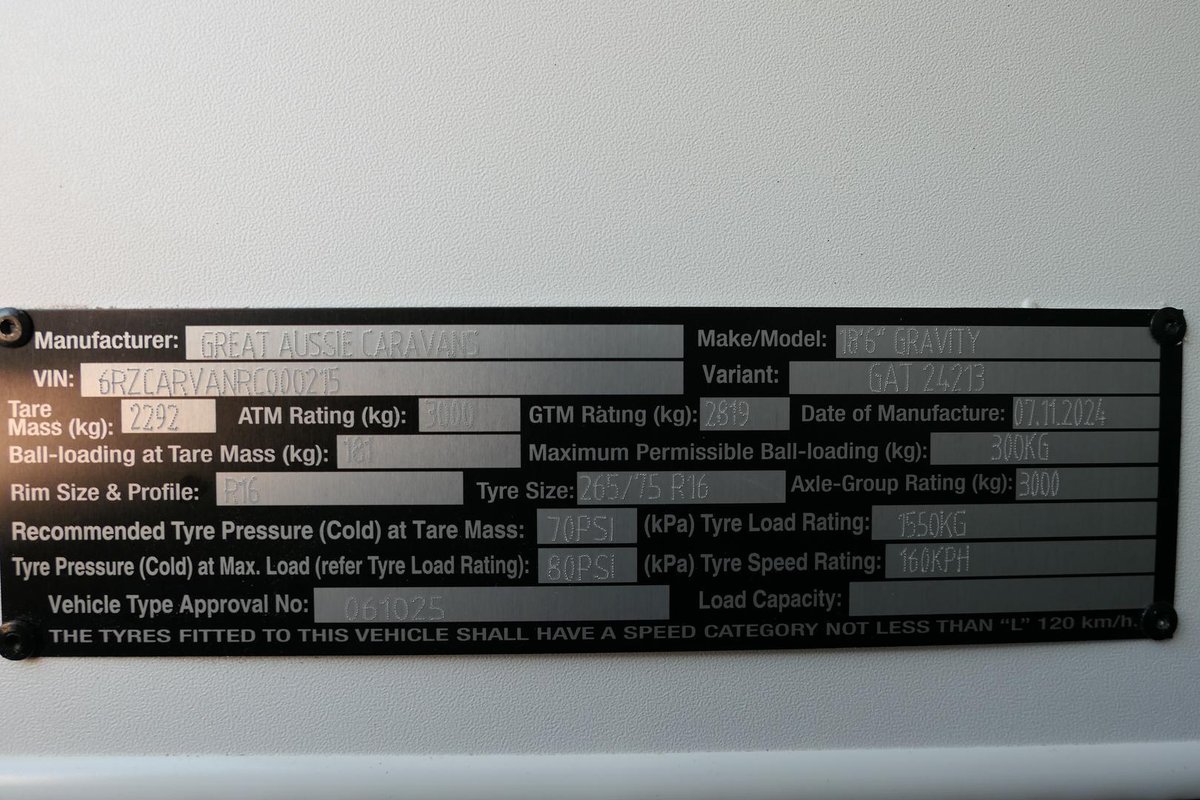 Manufacturer: GREAT AUSSIE CARAVANS Make/Model: 18'6" GRAVITY
VIN: 6RZCARVANRC000215 Variant: GAT 24213
Tare Mass (kg): 2292 ATM Rating (kg): 3000 GTM Rating (kg): 2819 Date of Manufacture: 07.11.2024
Ball-loading at Tare Mass (kg): 181 Maximum Permissible Ball-loading (kg): 300KG
Rim Size & Profile: R16 Tyre Size: 265/75 R16 Axle-Group Rating (kg): 3000
Recommended Tyre Pressure (Cold) at Tare Mass: 70PSI (kPa) Tyre Load Rating: 1550KG
Tyre Pressure (Cold) at Max. Load (refer Tyre Load Rating): 80PSI (kPa) Tyre Speed Rating: 160KPH
Vehicle Type Approval No: 061025 Load Capacity:
THE TYRES FITTED TO THIS VEHICLE SHALL HAVE A SPEED CATEGORY NOT LESS THAN "L" 120 km/h.